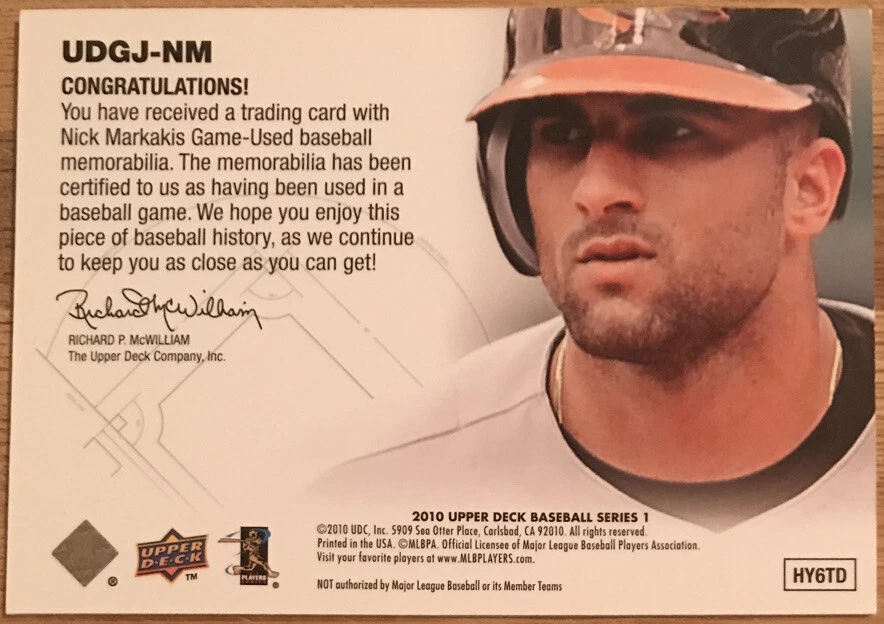 UDGJ-NM
CONGRATULATIONS!
You have received a trading card with
Nick Markakis Game-Used baseball
memorabilia. The memorabilia has been
certified to us as having been used in a
baseball game. We hope you enjoy this
piece of baseball history, as we continue
to keep you as close as you can get!
Richard McWilliam
RICHARD P. McWILLIAM
The Upper Deck Company, Inc.
2010 UPPER DECK BASEBALL SERIES 1
©2010 UDC, Inc. 5909 Sea Otter Place, Carlsbad, CA 92010. All rights reserved.
Printed in the USA. ©MLBPA. Official Licensee of Major League Baseball Players Association.
Visit your favorite players at www.MLBPLAYERS.com.
NOT authorized by Major League Baseball or its Member Teams
®
UPPER
D·E·C·K
™
PLAYERS
®
HY6TD